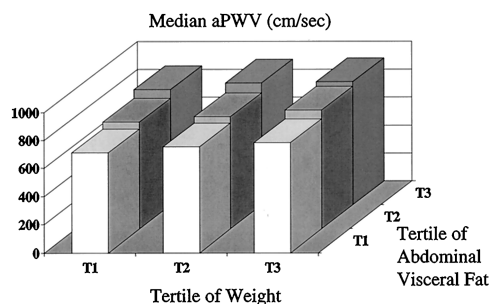 Median aPWV (cm/sec)
1000
800
600
400
200
0
T1
T2
T3
T1
T2
T3
Tertile of Weight
Tertile of
Abdominal
Visceral Fat